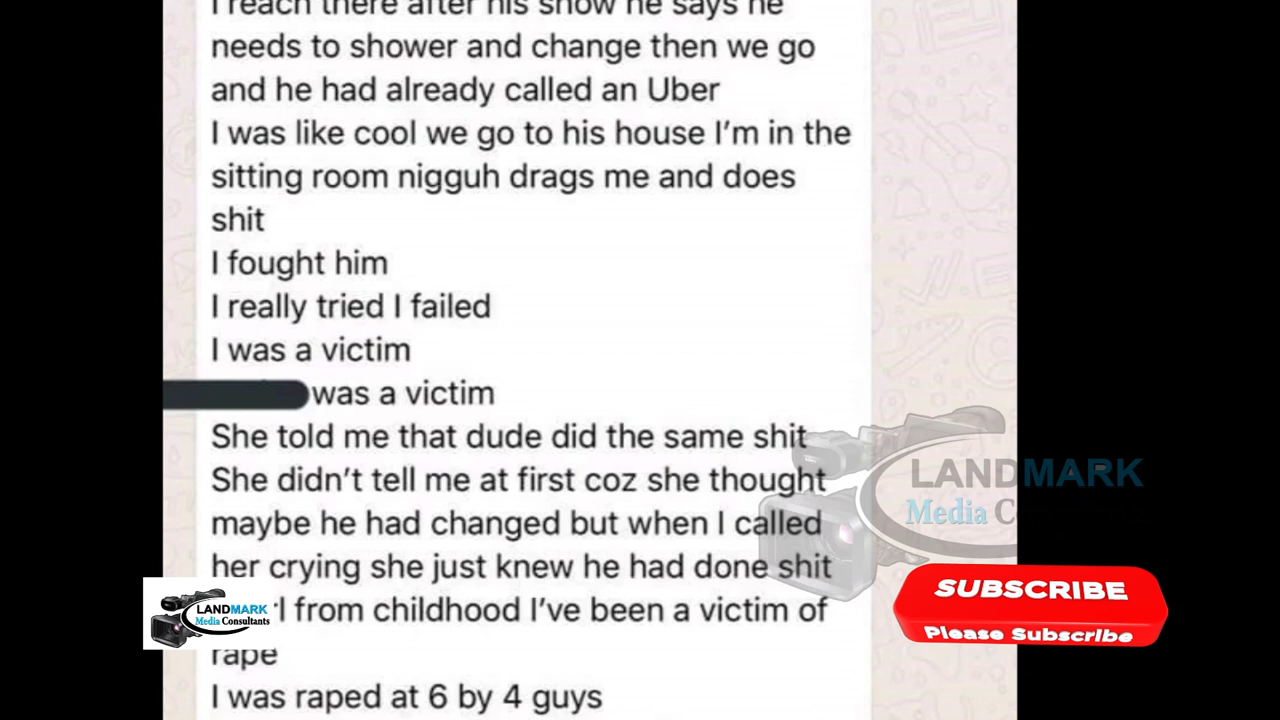 I reach there after his show he says he
needs to shower and change then we go
and he had already called an Uber
I was like cool we go to his house I'm in the
sitting room nigguh drags me and does
shit
I fought him
I really tried I failed
I was a victim
was a victim
She told me that dude did the same shit
She didn't tell me at first coz she thought
maybe he had changed but when I called
her crying she just knew he had done shit
from childhood I've been a victim of
rape
I was raped at 6 by 4 guys
LANDMARK
Media
SUBSCRIBE
Please Subscribe
LANDMARK
Media Consultants